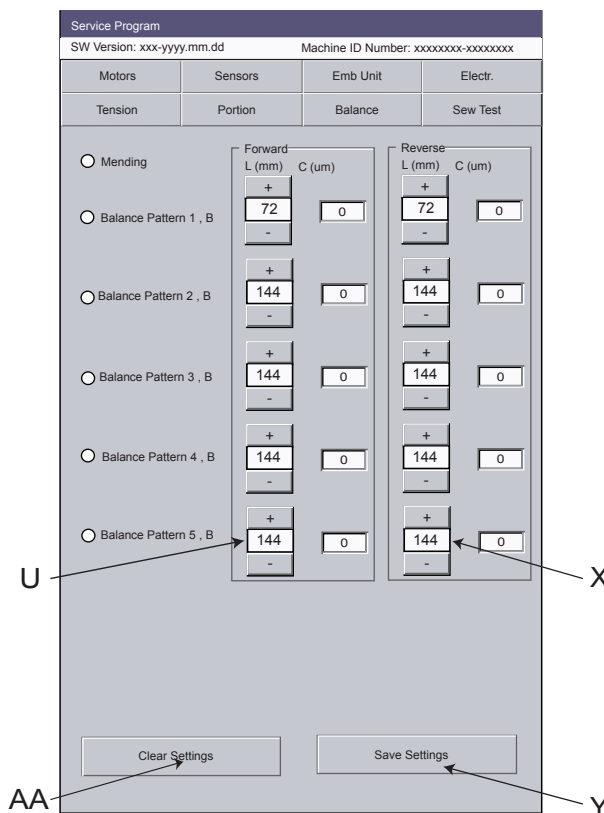 Service Program
SW Version: xxx-yyyy.mm.dd Machine ID Number: xxxxxxxx-xxxxxxxx
Motors Sensors Emb Unit Electr.
Tension Portion Balance Sew Test
Forward Reverse
Mending L (mm) C (um) L (mm) C (um)
+ +
Balance Pattern 1 , B 72 0 72 0
- -
+ +
Balance Pattern 2 , B 144 0 144 0
- -
+ +
Balance Pattern 3 , B 144 0 144 0
- -
+ +
Balance Pattern 4 , B 144 0 144 0
- -
+ +
Balance Pattern 5 , B 144 0 144 0
- -
U X
Clear Settings Save Settings
AA Y